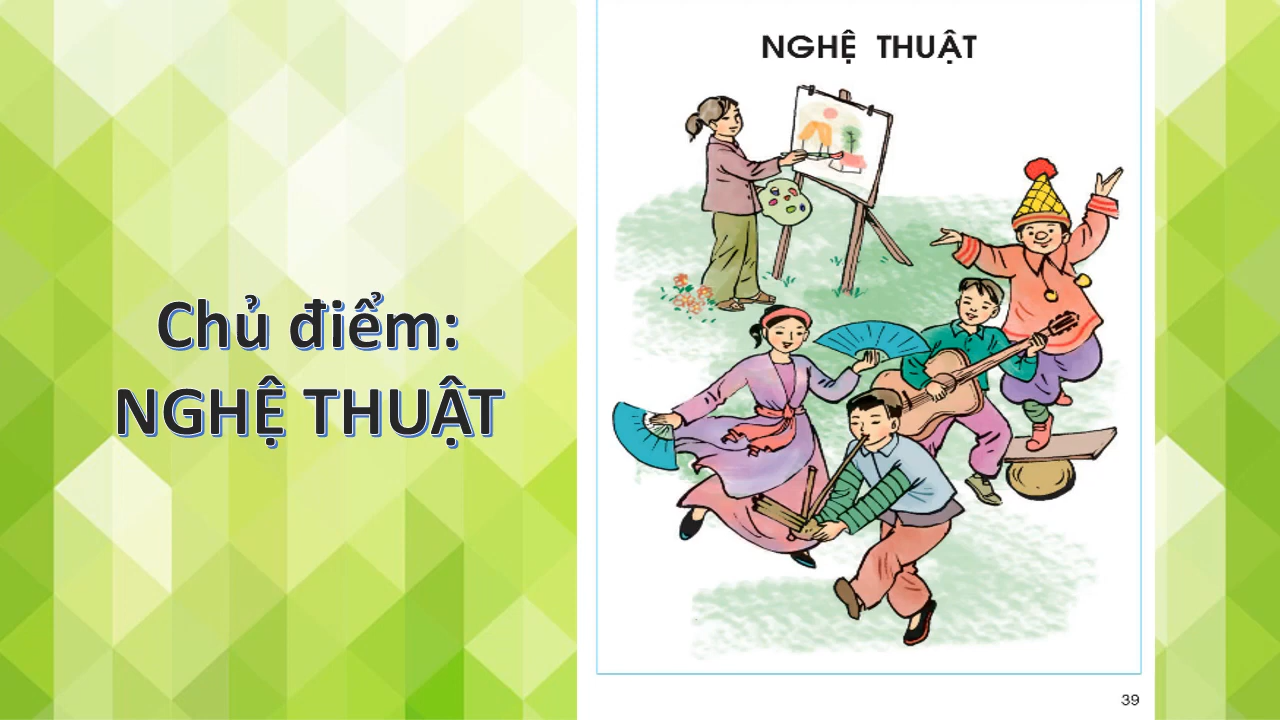 Chủ điểm:
NGHỆ THUẬT
NGHỆ THUẬT
39